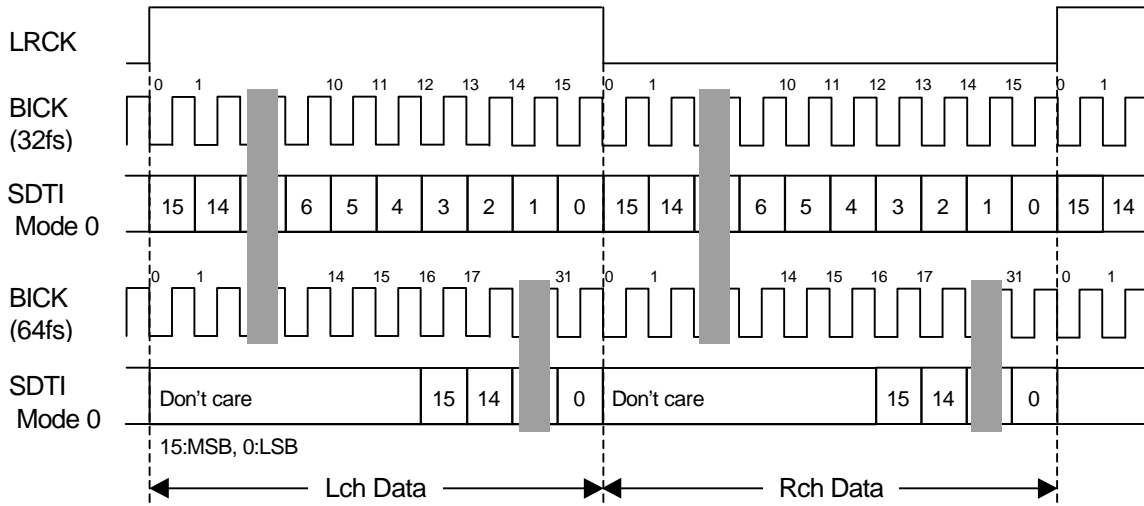 LRCK
0 1 10 11 12 13 14 15 0 1 10 11 12 13 14 15 0 1
BICK
(32fs)
SDTI
Mode 0
15 14 6 5 4 3 2 1 0 15 14 6 5 4 3 2 1 0 15 14
0 1 14 15 16 17 31 0 1 14 15 16 17 31 0 1
BICK
(64fs)
SDTI
Mode 0
Don't care 15 14 0 Don't care 15 14 0
15:MSB, 0:LSB
Lch Data Rch Data